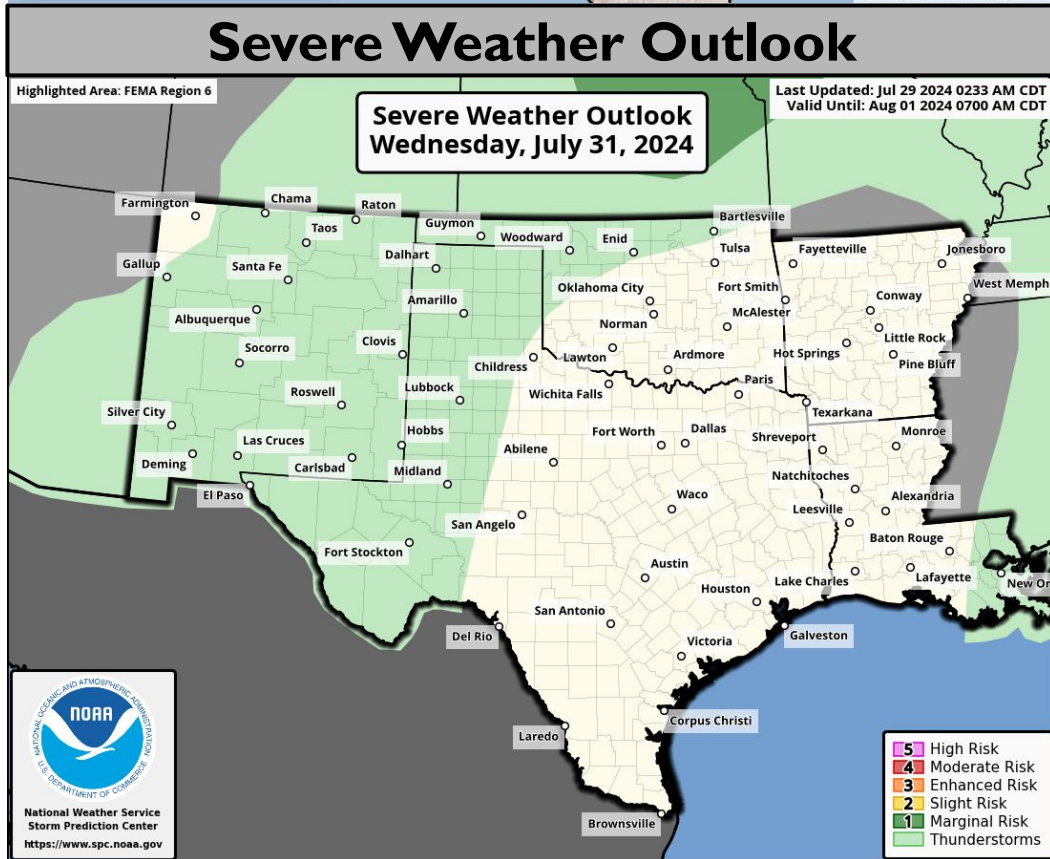 Severe Weather Outlook
Highlighted Area: FEMA Region 6
Last Updated: Jul 29 2024 0233 AM CDT
Valid Until: Aug 01 2024 0700 AM CDT
Severe Weather Outlook
Wednesday, July 31, 2024
Farmington
Chama
Raton
Taos
Guymon
Woodward
Enid
Bartlesville
Tulsa
Fayetteville
Jonesboro
Gallup
Santa Fe
Dalhart
Oklahoma City
Fort Smith
West Memph
Albuquerque
Amarillo
Norman
McAlester
Conway
Little Rock
Socorro
Clovis
Childress
Lawton
Ardmore
Hot Springs
Pine Bluff
Roswell
Lubbock
Wichita Falls
Paris
Silver City
Hobbs
Texarkana
Las Cruces
Abilene
Fort Worth
Dallas
Shreveport
Monroe
Deming
Carlsbad
Midland
Natchitoches
El Paso
San Angelo
Waco
Leesville
Alexandria
Fort Stockton
Baton Rouge
Austin
Houston
Lake Charles
Lafayette
New Or
San Antonio
Del Rio
Victoria
Galveston
Laredo
Corpus Christi
Brownsville
NATIONAL OCEANIC AND ATMOSPHERIC ADMINISTRATION
NOAA
U.S. DEPARTMENT OF COMMERCE
National Weather Service
Storm Prediction Center
https://www.spc.noaa.gov
5 High Risk
4 Moderate Risk
3 Enhanced Risk
2 Slight Risk
1 Marginal Risk
Thunderstorms